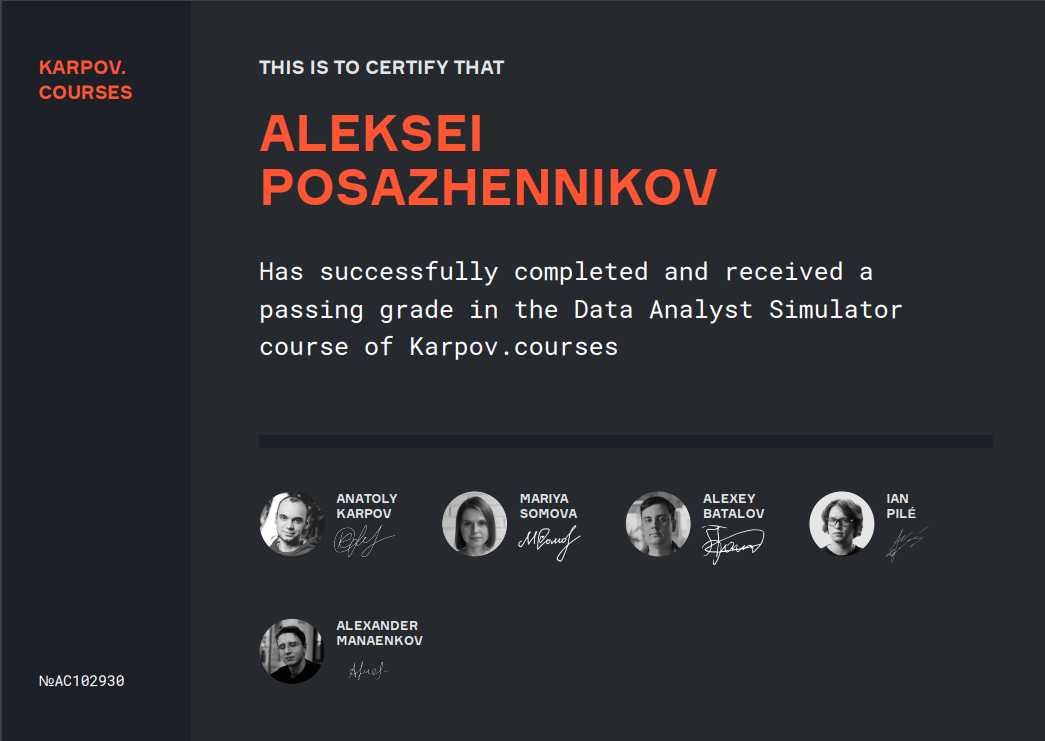 KARPOV.
COURSES
THIS IS TO CERTIFY THAT
ALEKSEI
POSAZHENNIKOV
Has successfully completed and received a
passing grade in the Data Analyst Simulator
course of Karpov.courses
ANATOLY
KARPOV
MARIYA
SOMOVA
ALEXEY
BATALOV
IAN
PILÉ
ALEXANDER
MANAENKOV
№AC102930